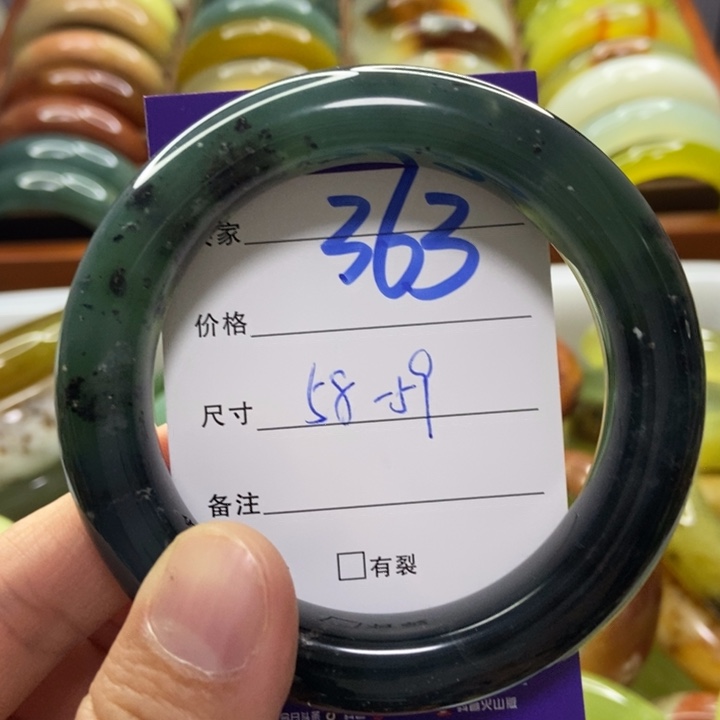 家 363
价格
尺寸 58-59
备注
□有裂